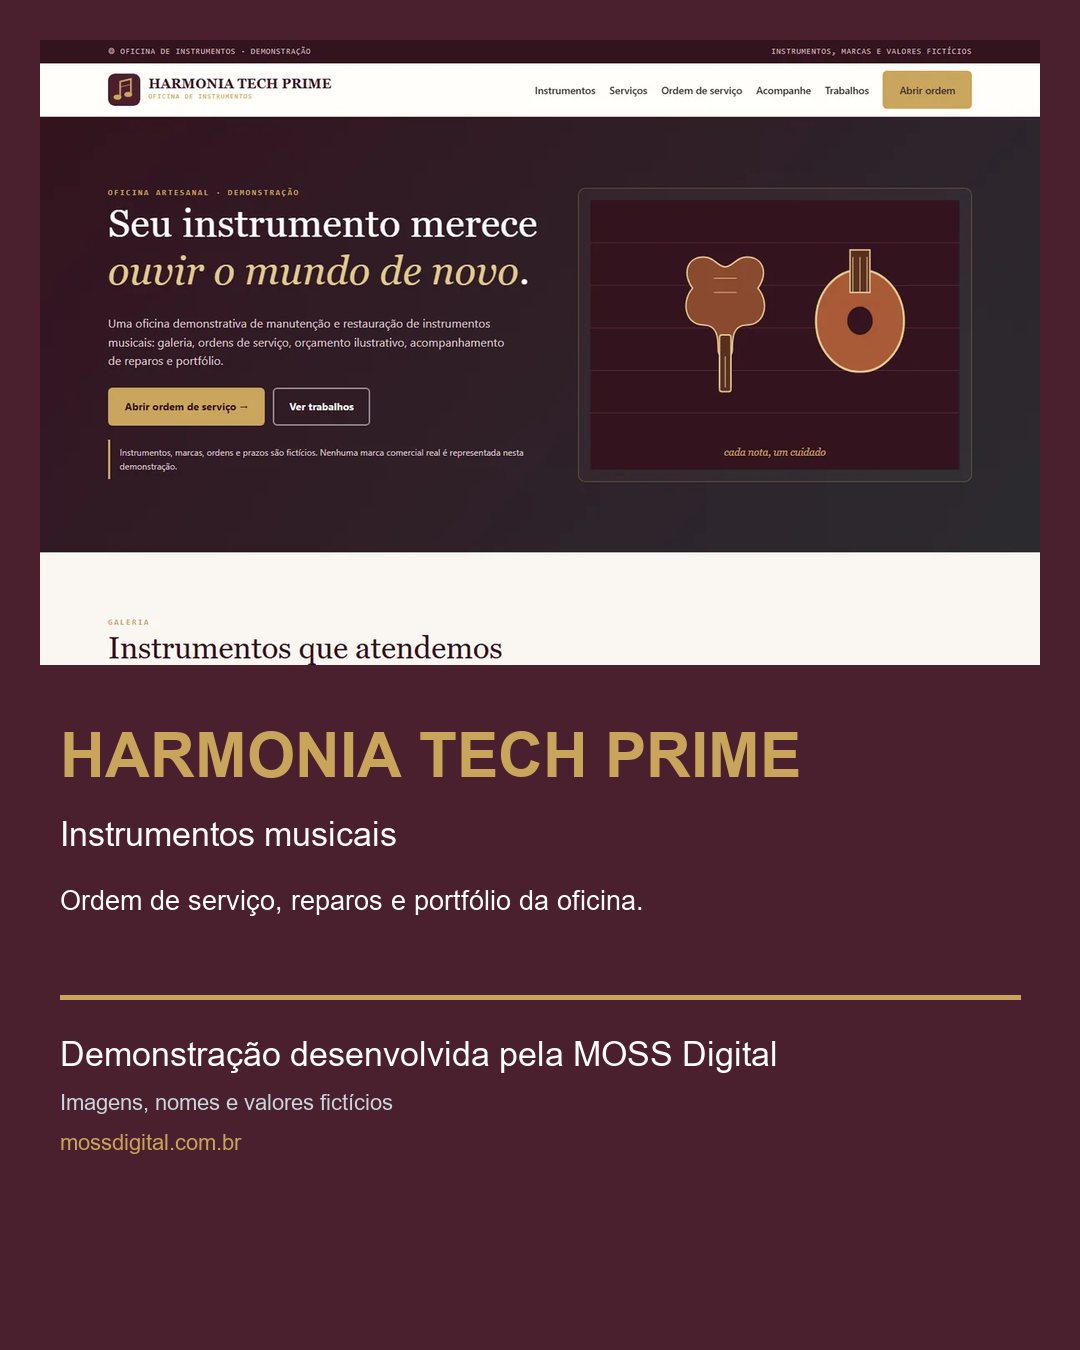 OFICINA DE INSTRUMENTOS · DEMONSTRAÇÃO
INSTRUMENTOS, MARCAS E VALORES FICTÍCIOS
HARMONIA TECH PRIME
OFICINA DE INSTRUMENTOS
Instrumentos Serviços Ordem de serviço Acompanhe Trabalhos Abrir ordem
OFICINA ARTESANAL · DEMONSTRAÇÃO
Seu instrumento merece
ouvir o mundo de novo.
Uma oficina demonstrativa de manutenção e restauração de instrumentos
musicais: galeria, ordens de serviço, orçamento ilustrativo, acompanhamento
de reparos e portfólio.
Abrir ordem de serviço →
Ver trabalhos
Instrumentos, marcas, ordens e prazos são fictícios. Nenhuma marca comercial real é representada nesta
demonstração.
cada nota, um cuidado
GALERIA
Instrumentos que atendemos
HARMONIA TECH PRIME
Instrumentos musicais
Ordem de serviço, reparos e portfólio da oficina.
Demonstração desenvolvida pela MOSS Digital
Imagens, nomes e valores fictícios
mossdigital.com.br